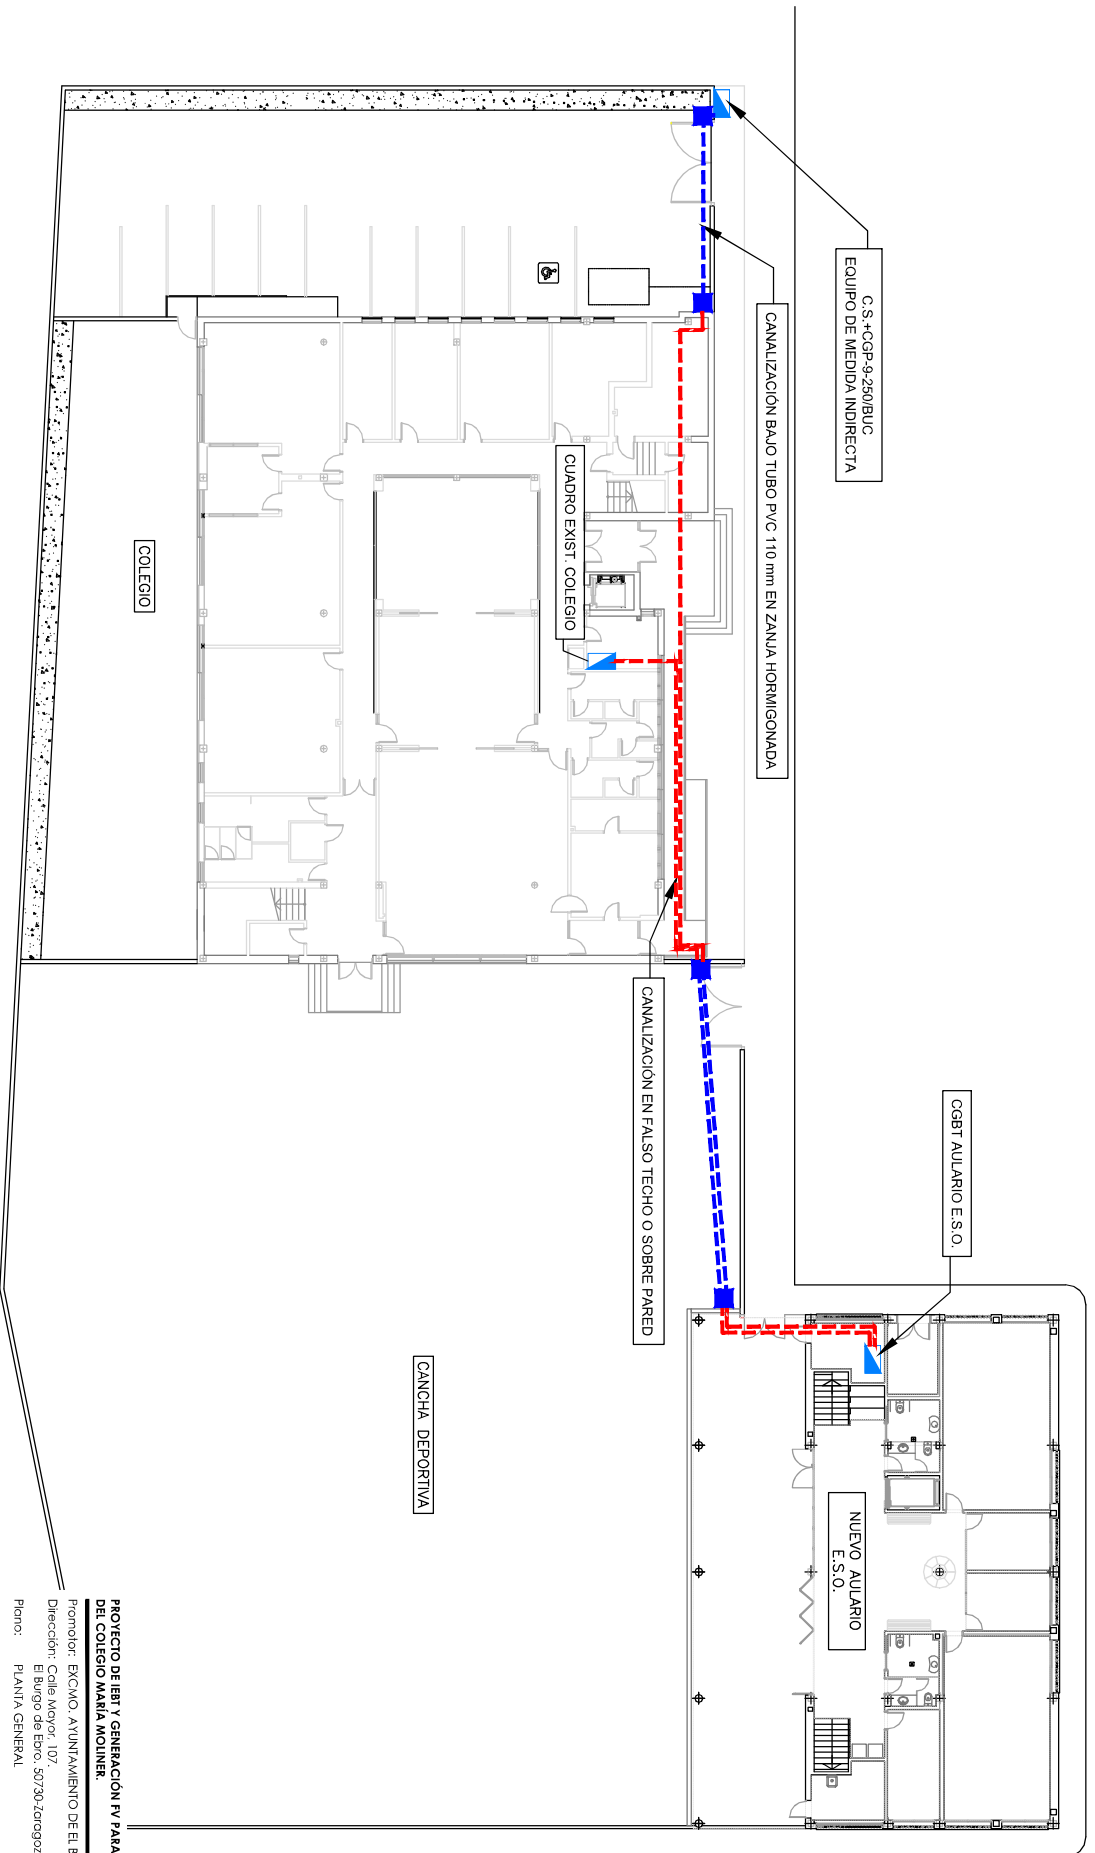 C.S.+CGP-9-250/BUC
EQUIPO DE MEDIDA INDIRECTA
CANALIZACIÓN BAJO TUBO PVC 110 mm EN ZANJA HORMIGONADA
CUADRO EXIST. COLEGIO
COLEGIO
CANALIZACIÓN EN FALSO TECHO O SOBRE PARED
CGBT AULARIO E.S.O.
NUEVO AULARIO
E.S.O.
CANCHA DEPORTIVA
PROYECTO DE IEBT Y GENERACIÓN FV PARA
DEL COLEGIO MARÍA MOLINER.
Promotor: EXCMO. AYUNTAMIENTO DE EL B
Dirección: Calle Mayor, 107.
El Burgo de Ebro. 50730-Zaragoz
Plano: PLANTA GENERAL